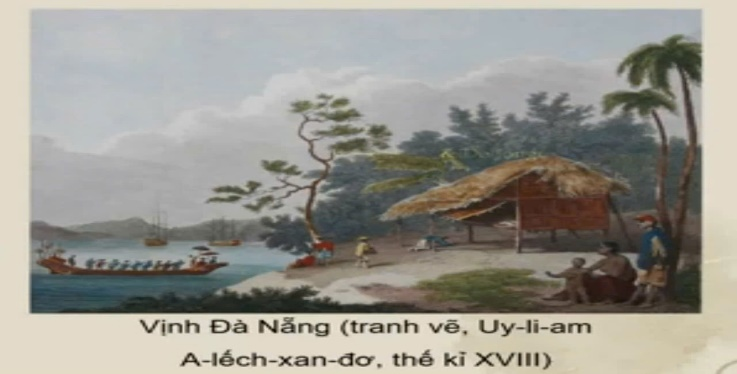 Vịnh Đà Nẵng (tranh vẽ, Uy-li-am
A-lếch-xan-đơ, thế kỉ XVIII)